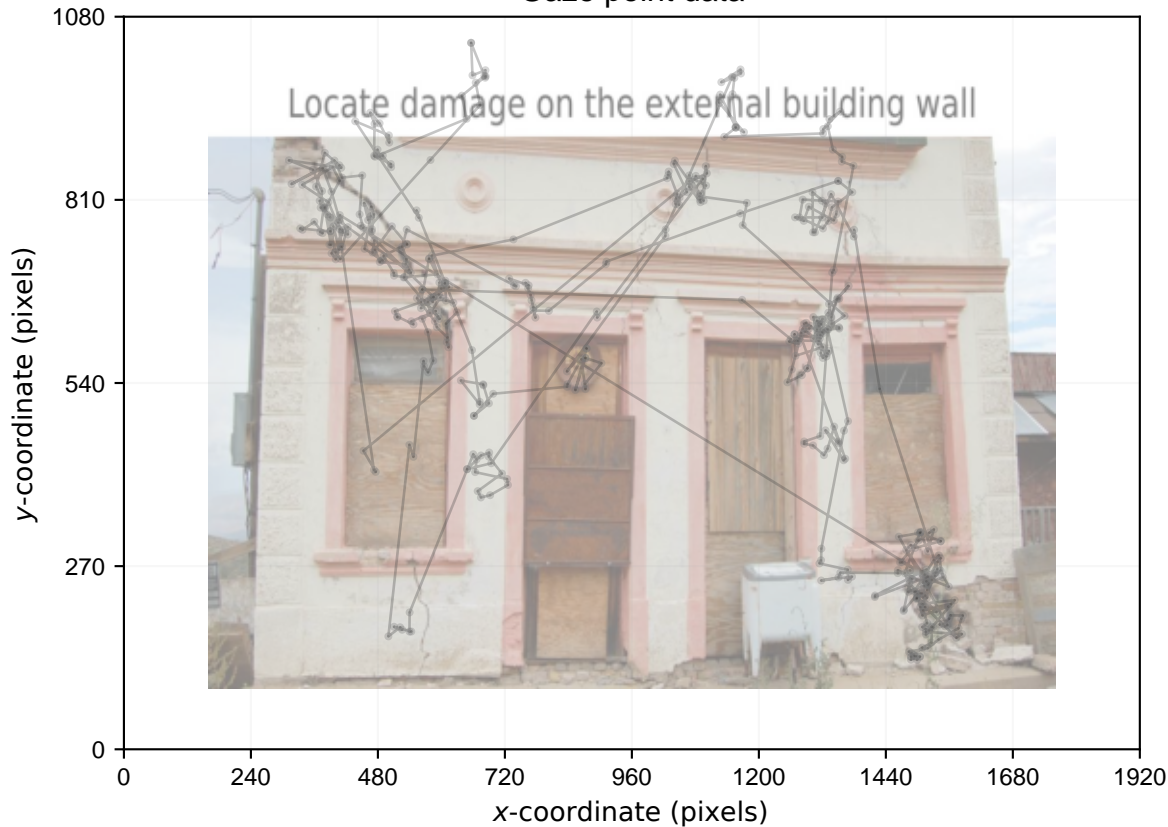 Gaze point data
1080
Locate damage on the external building wall
810
540
270
0
y-coordinate (pixels)
0 240 480 720 960 1200 1440 1680 1920
x-coordinate (pixels)